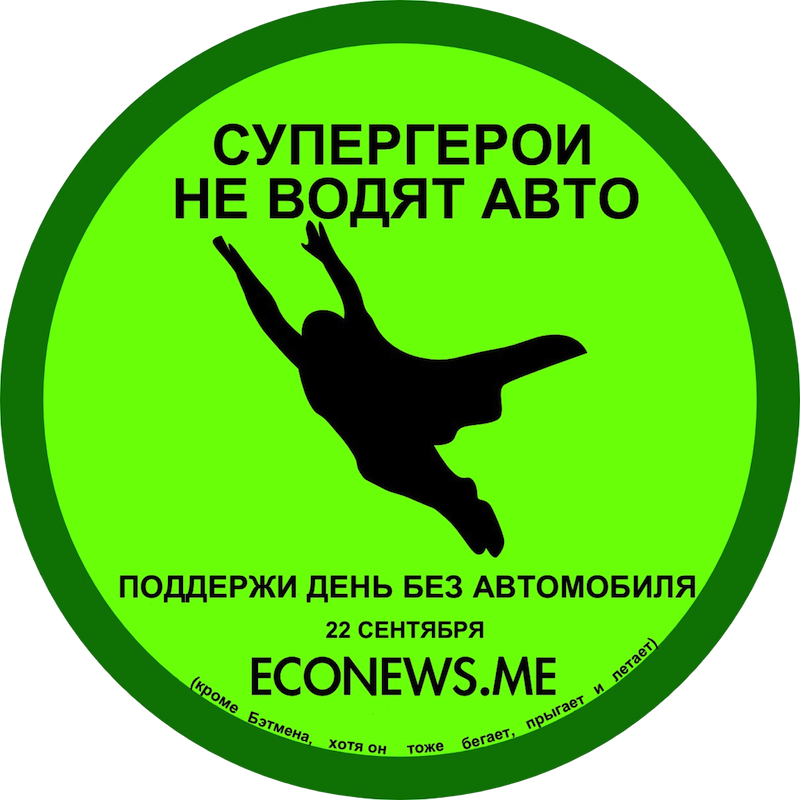 СУПЕРГЕРОИ
НЕ ВОДЯТ АВТО
ПОДДЕРЖИ ДЕНЬ БЕЗ АВТОМОБИЛЯ
22 СЕНТЯБРЯ
ECONEWS.ME
(кроме Бэтмена, хотя он тоже бегает, прыгает и летает)